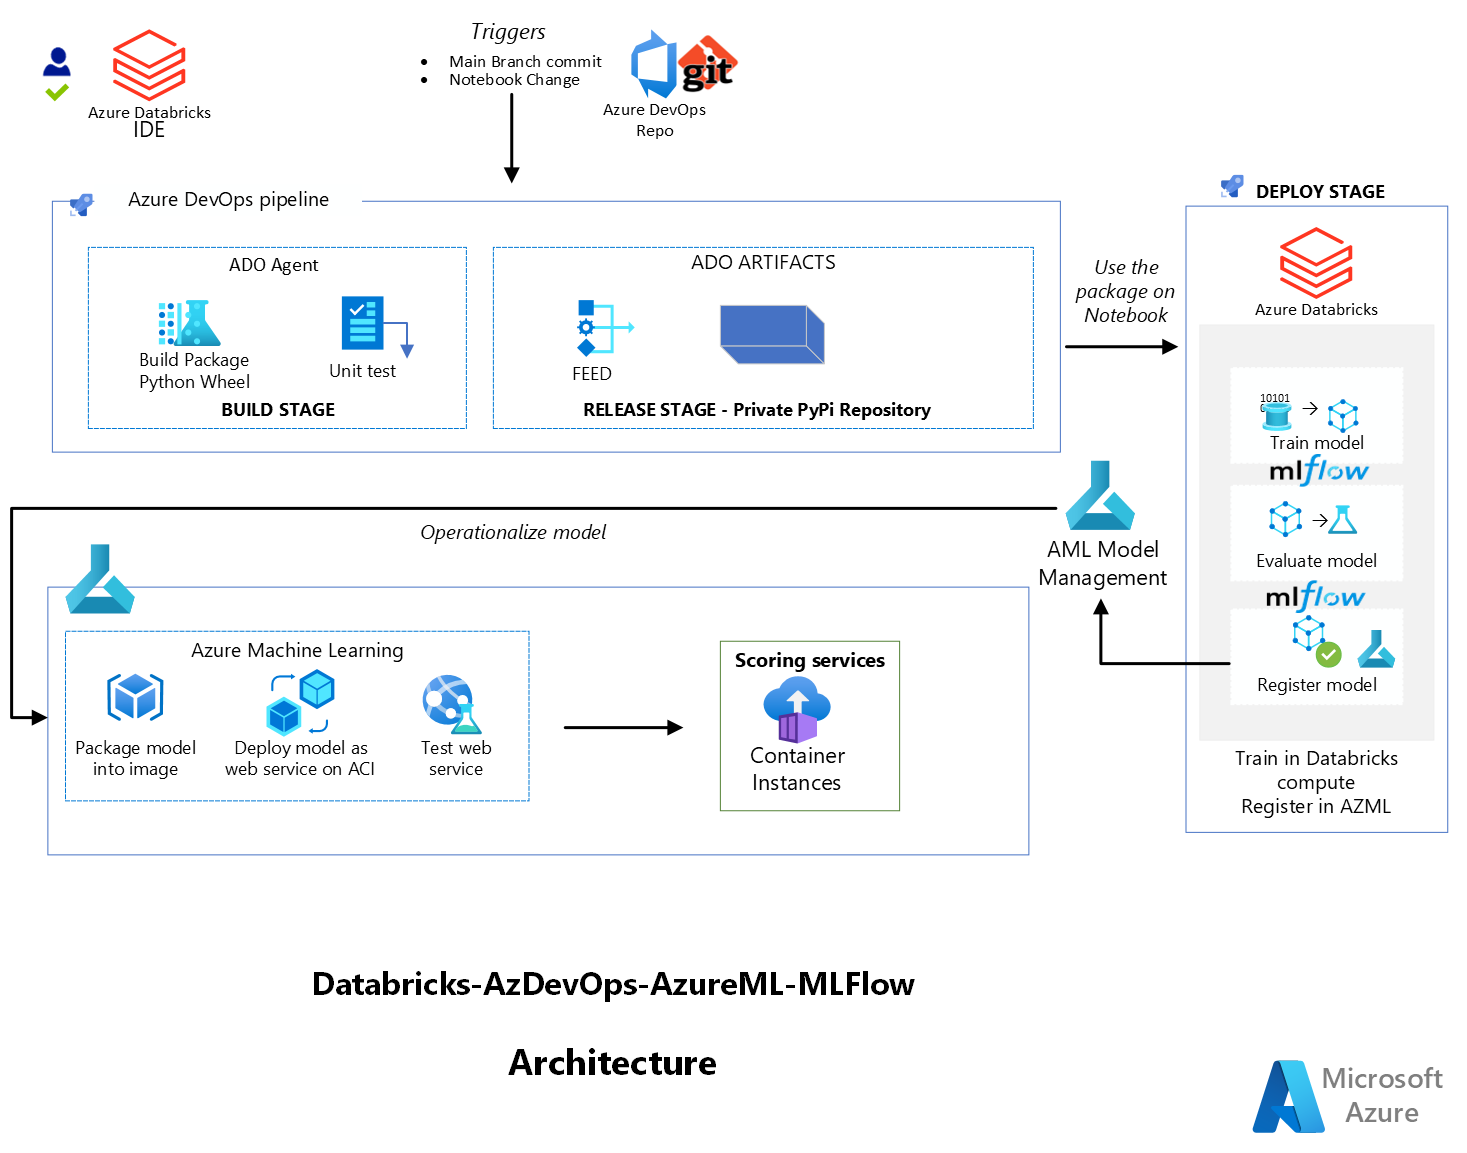 Triggers
• Main Branch commit
• Notebook Change
git
Azure Databricks
IDE
Azure DevOps
Repo
Azure DevOps pipeline
DEPLOY STAGE
ADO Agent
ADO ARTIFACTS
Use the
package on
Notebook
Azure Databricks
Build Package
Python Wheel
Unit test
FEED
BUILD STAGE
RELEASE STAGE - Private PyPi Repository
10101
Train model
mlflow
Evaluate model
mlflow
Register model
Train in Databricks
compute
Register in AZML
AML Model
Management
Operationalize model
Azure Machine Learning
Package model
into image
Deploy model as
web service on ACI
Test web
service
Scoring services
Container
Instances
Databricks-AzDevOps-AzureML-MLFlow
Architecture
Microsoft
Azure